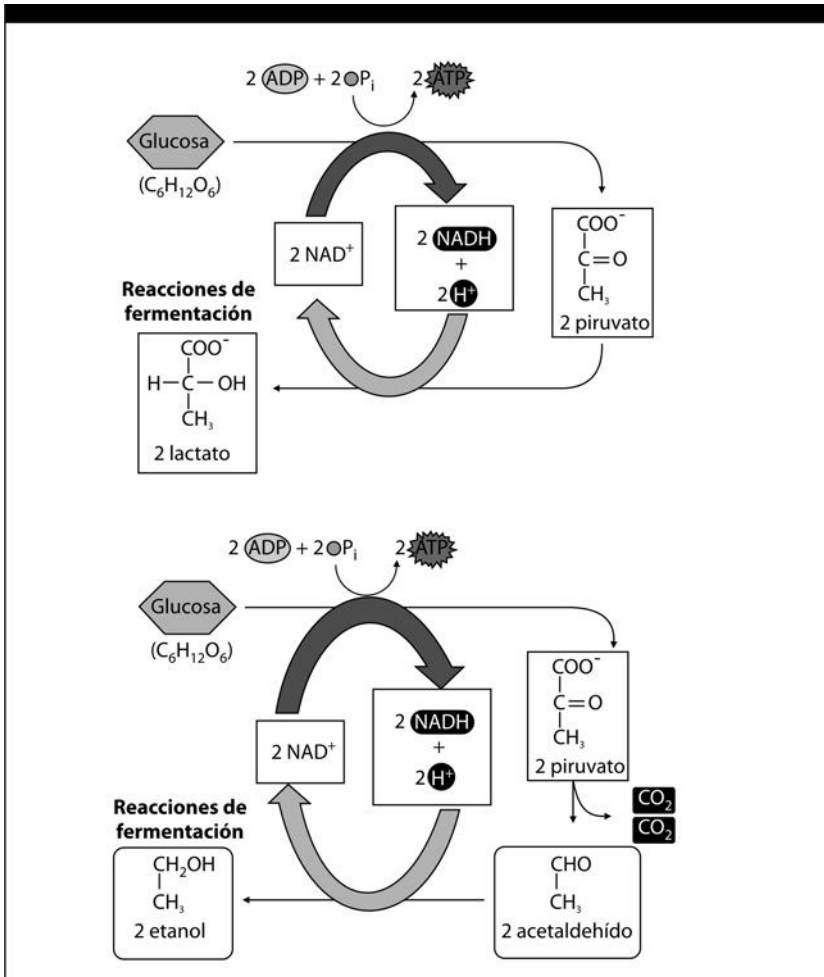 2 ADP + 2 Pi 2 ATP
Glucosa
(C6H12O6)
2 NAD+
2 NADH
+
2 H+
COO-
C=O
CH3
2 piruvato
Reacciones de
fermentación
COO-
H—C—OH
CH3
2 lactato
2 ADP + 2 Pi 2 ATP
Glucosa
(C6H12O6)
2 NAD+
2 NADH
+
2 H+
COO-
C=O
CH3
2 piruvato
CO2
CO2
Reacciones de
fermentación
CH2OH
CH3
2 etanol
CHO
CH3
2 acetaldehído